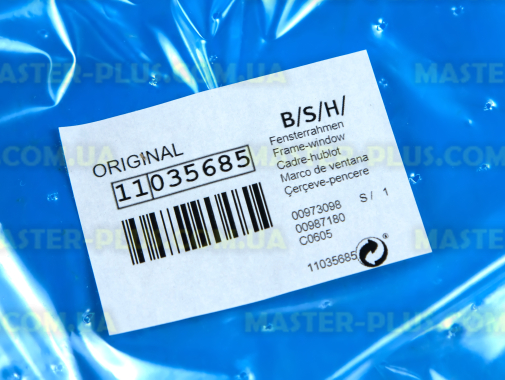 B/S/H/
ORIGINAL
11035685
Fensterrahmen
Frame-window
Cadre-hublot
Marco de ventana
Çerçeve-pencere
00973098 S / 1
00987180
C0605
11035685
MASTER-PLUS.COM.UA